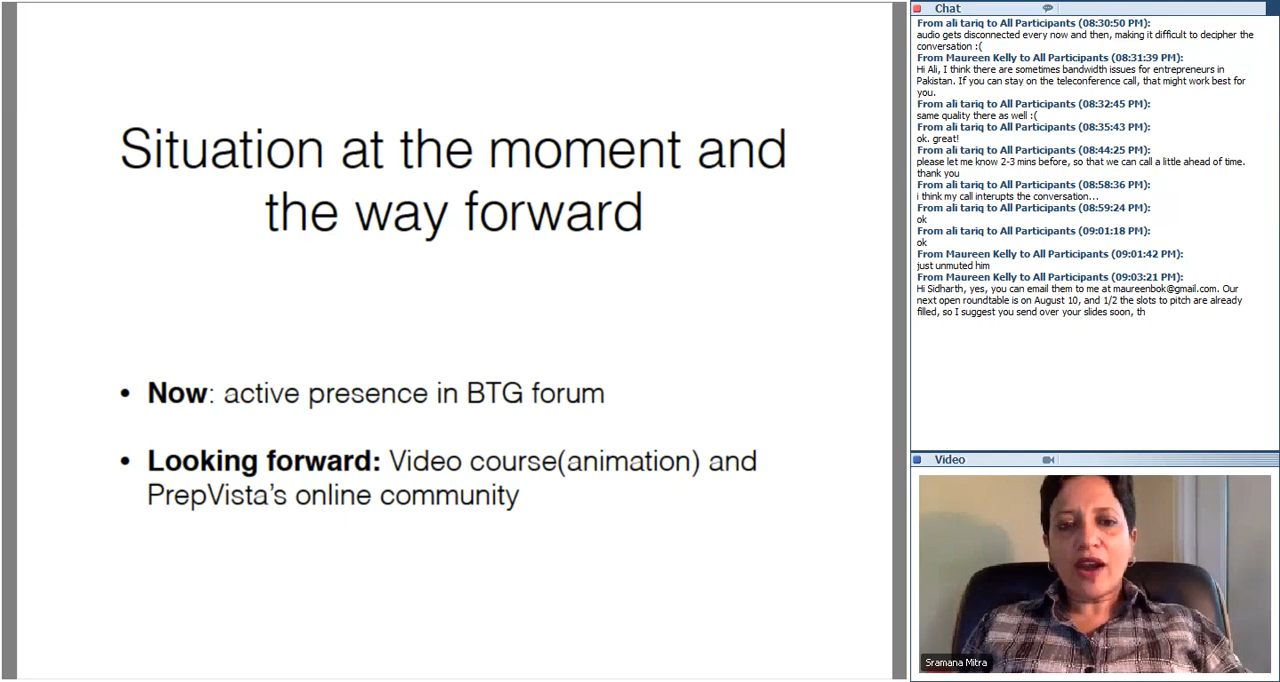 Situation at the moment and
the way forward
• Now: active presence in BTG forum
• Looking forward: Video course(animation) and
PrepVista's online community
Chat
From ali tariq to All Participants (08:30:50 PM):
audio gets disconnected every now and then, making it difficult to decipher the
conversation :(
From Maureen Kelly to All Participants (08:31:39 PM):
Hi Ali, I think there are sometimes bandwidth issues for entrepreneurs in
Pakistan. If you can stay on the teleconference call, that might work best for
you.
From ali tariq to All Participants (08:32:45 PM):
same quality there as well :(
From ali tariq to All Participants (08:35:43 PM):
ok. great!
From ali tariq to All Participants (08:44:25 PM):
please let me know 2-3 mins before, so that we can call a little ahead of time.
thank you
From ali tariq to All Participants (08:58:36 PM):
i think my call interupts the conversation...
From ali tariq to All Participants (08:59:24 PM):
ok
From ali tariq to All Participants (09:01:18 PM):
ok
From Maureen Kelly to All Participants (09:01:42 PM):
just unmuted him
From Maureen Kelly to All Participants (09:03:21 PM):
Hi Sidharth, yes, you can email them to me at maureenbok@gmail.com. Our
next open roundtable is on August 10, and 1/2 the slots to pitch are already
filled, so I suggest you send over your slides soon, th
Video
Sramana Mitra